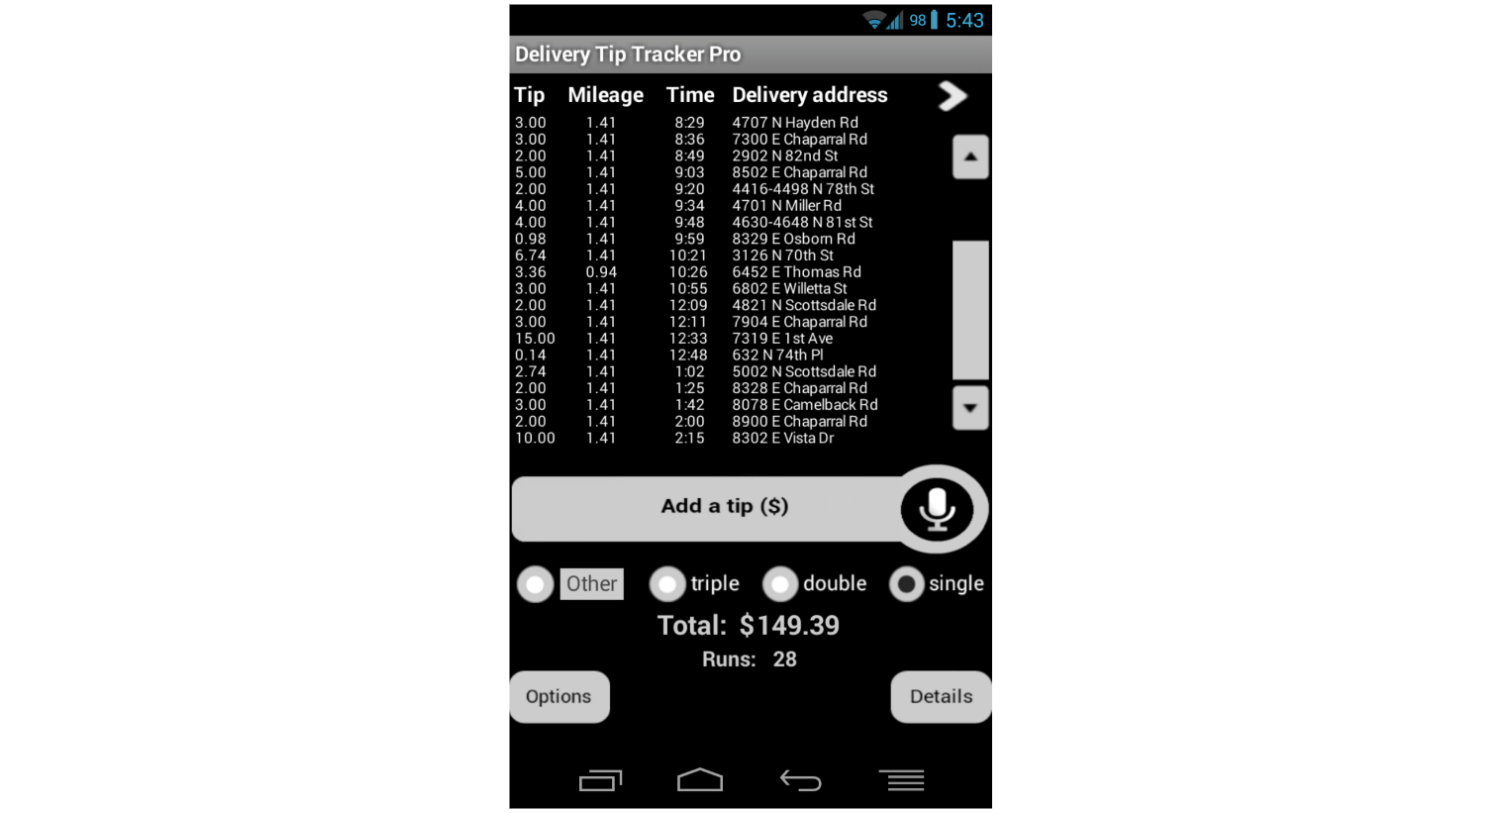 98 5:43
Delivery Tip Tracker Pro
Tip Mileage Time Delivery address
3.00 1.41 8:29 4707 N Hayden Rd
3.00 1.41 8:36 7300 E Chaparral Rd
2.00 1.41 8:49 2902 N 82nd St
5.00 1.41 9:03 8502 E Chaparral Rd
2.00 1.41 9:20 4416-4498 N 78th St
4.00 1.41 9:34 4701 N Miller Rd
4.00 1.41 9:48 4630-4648 N 81st St
0.98 1.41 9:59 8329 E Osborn Rd
6.74 1.41 10:21 3126 N 70th St
3.36 0.94 10:26 6452 E Thomas Rd
3.00 1.41 10:55 6802 E Willetta St
2.00 1.41 12:09 4821 N Scottsdale Rd
3.00 1.41 12:11 7904 E Chaparral Rd
15.00 1.41 12:33 7319 E 1st Ave
0.14 1.41 12:48 632 N 74th Pl
2.74 1.41 1:02 5002 N Scottsdale Rd
2.00 1.41 1:25 8328 E Chaparral Rd
3.00 1.41 1:42 8078 E Camelback Rd
2.00 1.41 2:00 8900 E Chaparral Rd
10.00 1.41 2:15 8302 E Vista Dr
Add a tip ($)
Other triple double single
Total: $149.39
Runs: 28
Options Details